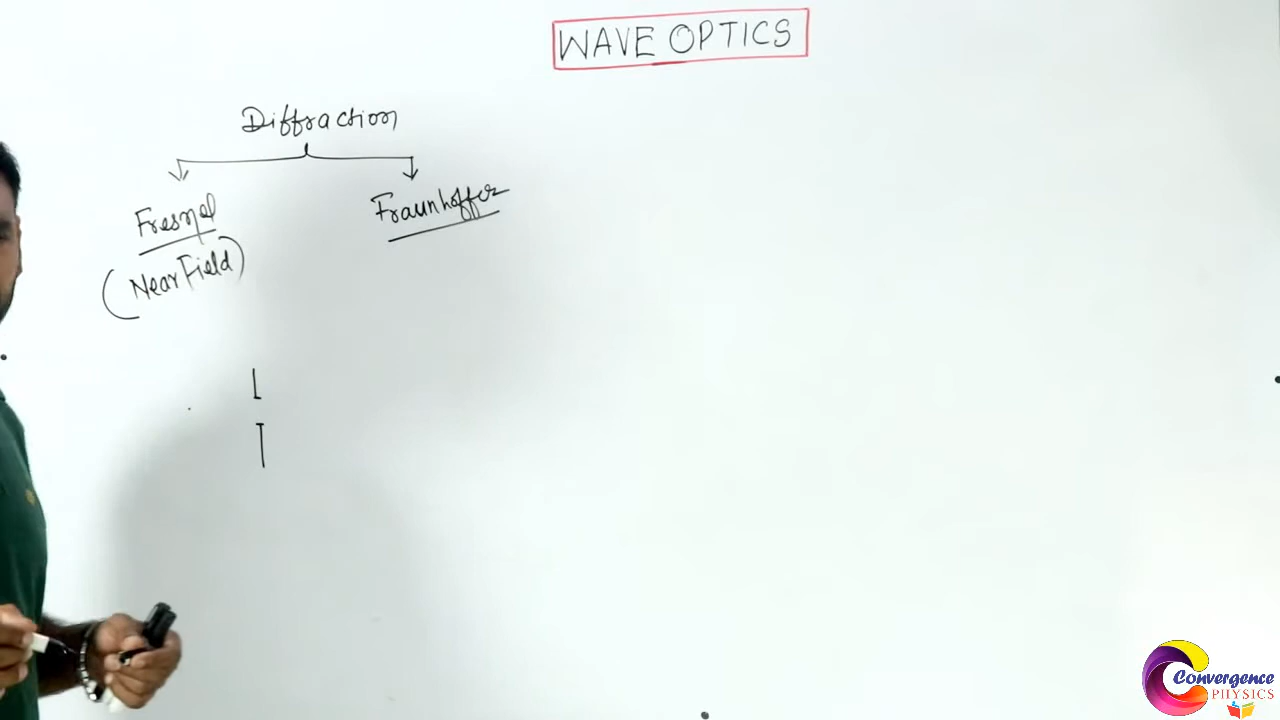 WAVE OPTICS
Diffraction
Fresnel
Fraunhoffer
(Near Field)
Convergence
PHYSICS